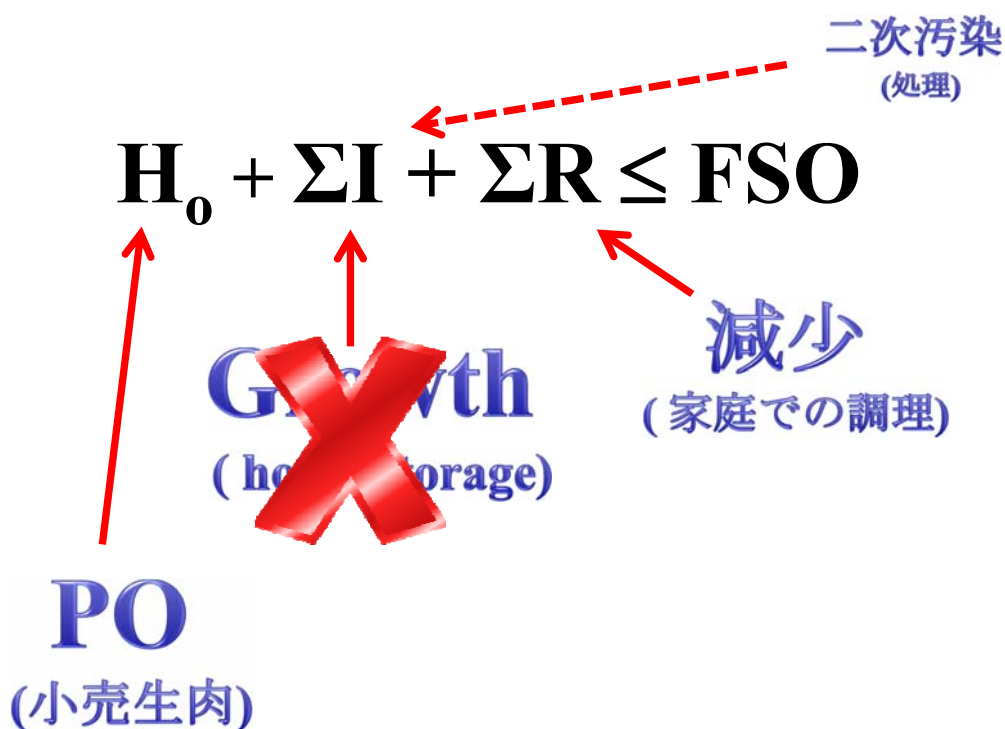 二次汚染
(処理)
H₀ + ΣI + ΣR ≤ FSO
減少
( 家庭での調理)
PO
(小売生肉)